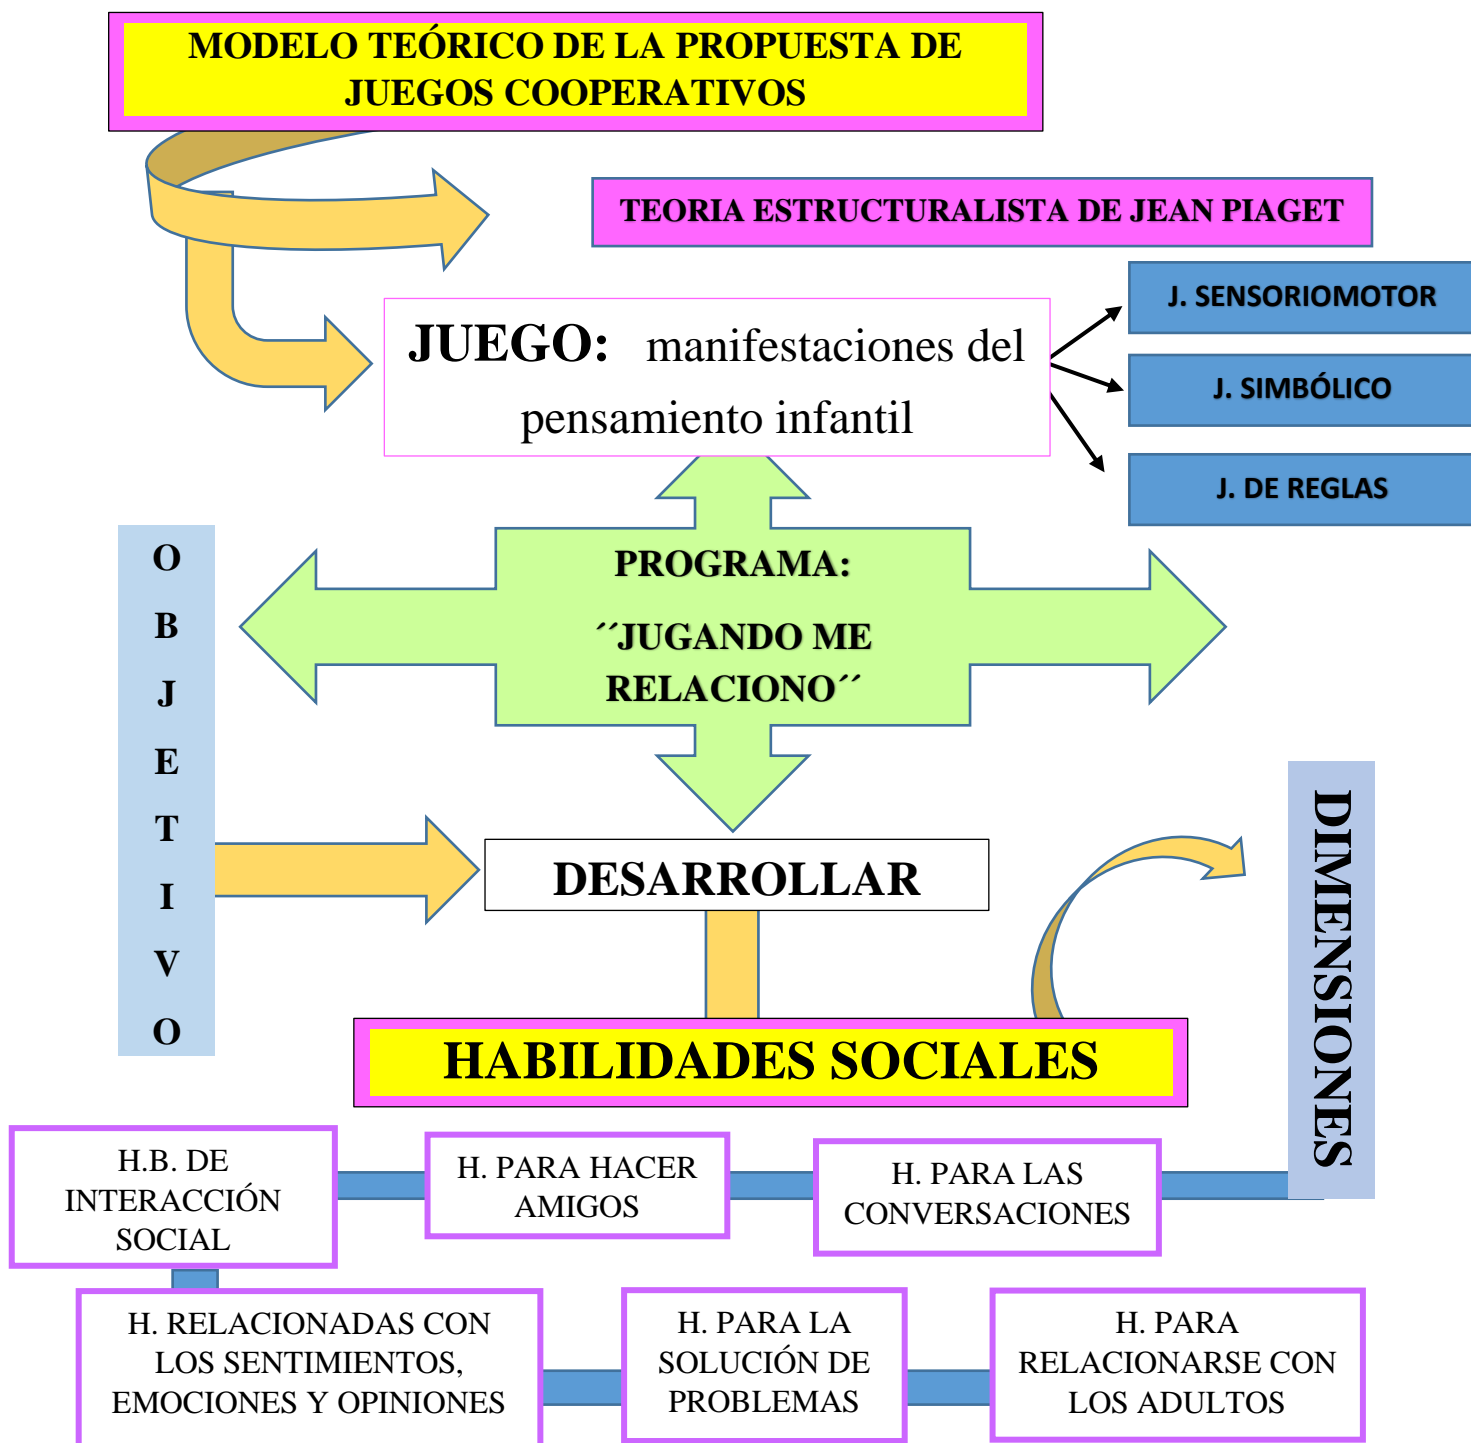 MODELO TEÓRICO DE LA PROPUESTA DE
JUEGOS COOPERATIVOS
TEORIA ESTRUCTURALISTA DE JEAN PIAGET
J. SENSORIOMOTOR
JUEGO: manifestaciones del
pensamiento infantil
J. SIMBÓLICO
J. DE REGLAS
O
B
J
E
T
I
V
O
PROGRAMA:
´´JUGANDO ME
RELACIONO´´
DESARROLLAR
DIMENSIONES
HABILIDADES SOCIALES
H.B. DE
INTERACCIÓN
SOCIAL
H. PARA HACER
AMIGOS
H. PARA LAS
CONVERSACIONES
H. RELACIONADAS CON
LOS SENTIMIENTOS,
EMOCIONES Y OPINIONES
H. PARA LA
SOLUCIÓN DE
PROBLEMAS
H. PARA
RELACIONARSE CON
LOS ADULTOS